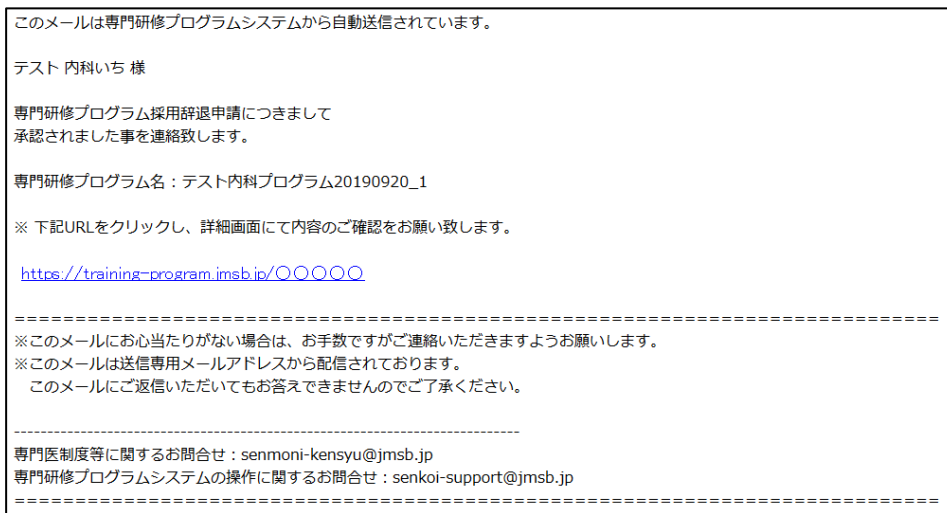 このメールは専門研修プログラムシステムから自動送信されています。
テスト 内科いち 様
専門研修プログラム採用辞退申請につきまして
承認されました事を連絡致します。
専門研修プログラム名：テスト内科プログラム20190920_1
※ 下記URLをクリックし、詳細画面にて内容のご確認をお願い致します。
https://training-program.jmsb.jp/〇〇〇〇〇
============================================================================
※このメールにお心当たりがない場合は、お手数ですがご連絡いただきますようお願いします。
※このメールは送信専用メールアドレスから配信されております。
　このメールにご返信いただいてもお答えできませんのでご了承ください。
----------------------------------------------------------------------------
専門医制度等に関するお問合せ：senmoni-kensyu@jmsb.jp
専門研修プログラムシステムの操作に関するお問合せ：senkoi-support@jmsb.jp
============================================================================